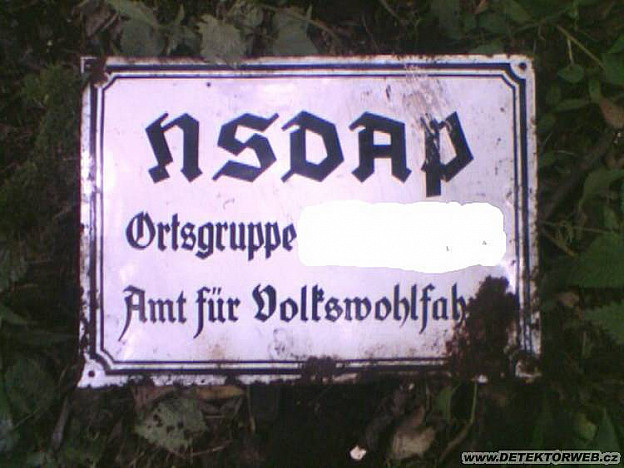 NSDAP
Ortsgruppe
Amt für Volkswohlfah
www.DETEKTORWEB.cz